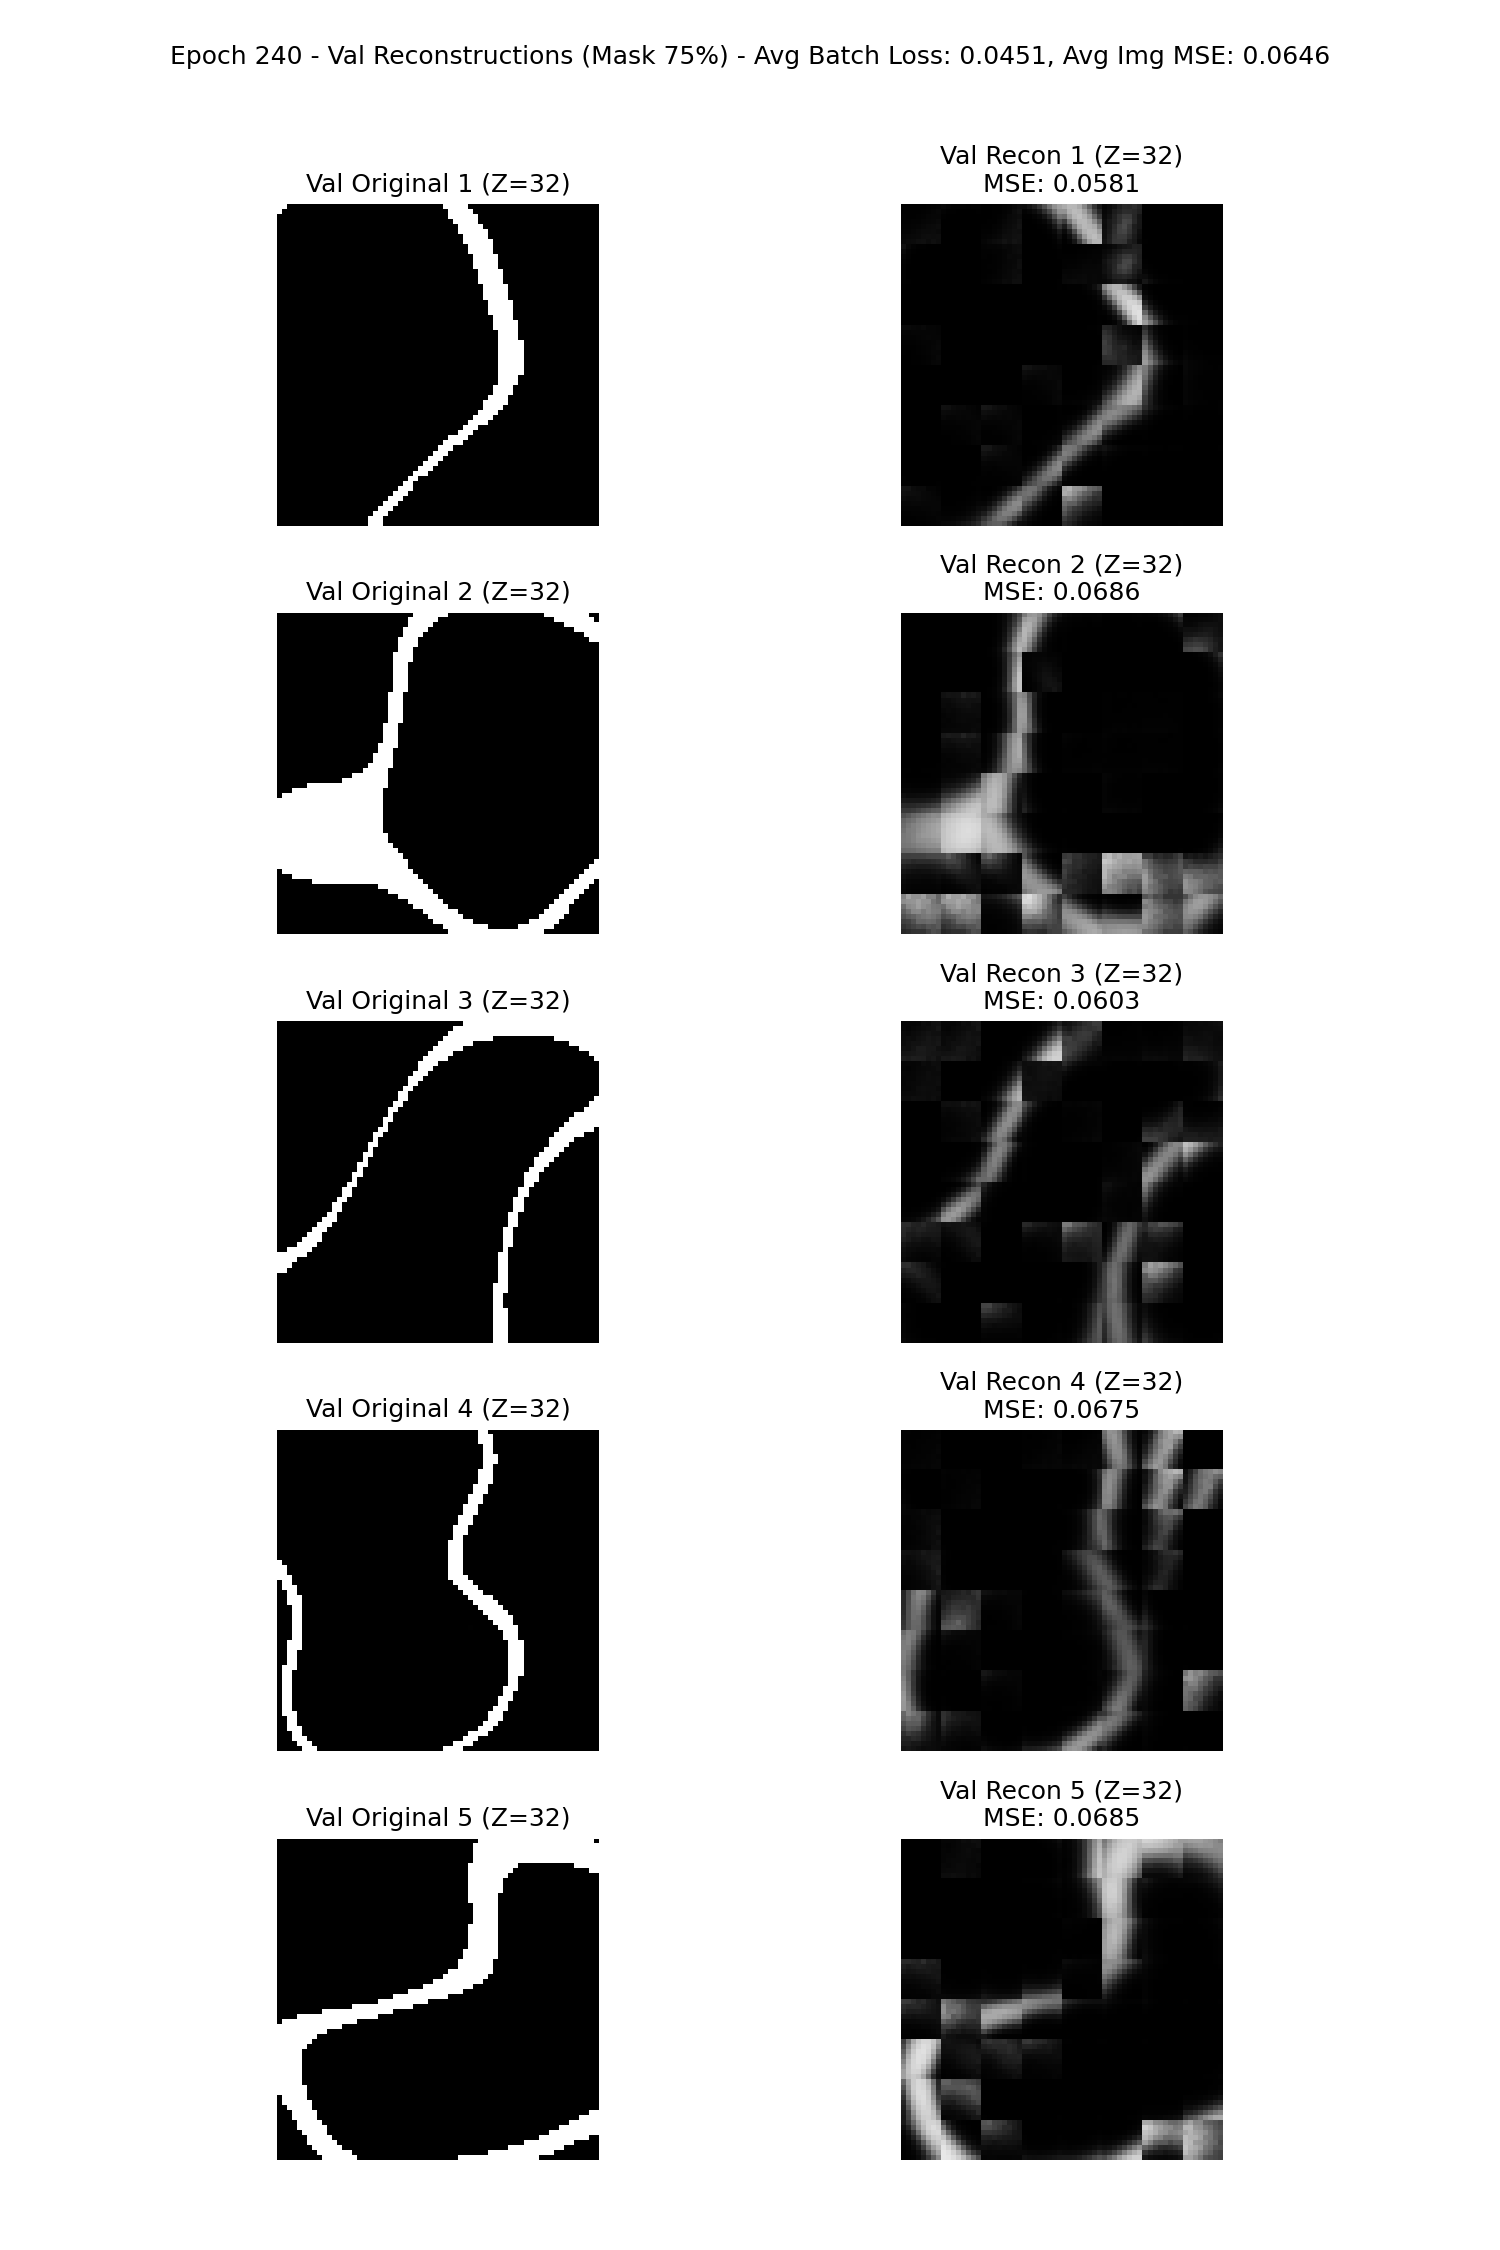 Epoch 240 - Val Reconstructions (Mask 75%) - Avg Batch Loss: 0.0451, Avg Img MSE: 0.0646
Val Original 1 (Z=32)
Val Recon 1 (Z=32)
MSE: 0.0581
Val Original 2 (Z=32)
Val Recon 2 (Z=32)
MSE: 0.0686
Val Original 3 (Z=32)
Val Recon 3 (Z=32)
MSE: 0.0603
Val Original 4 (Z=32)
Val Recon 4 (Z=32)
MSE: 0.0675
Val Original 5 (Z=32)
Val Recon 5 (Z=32)
MSE: 0.0685